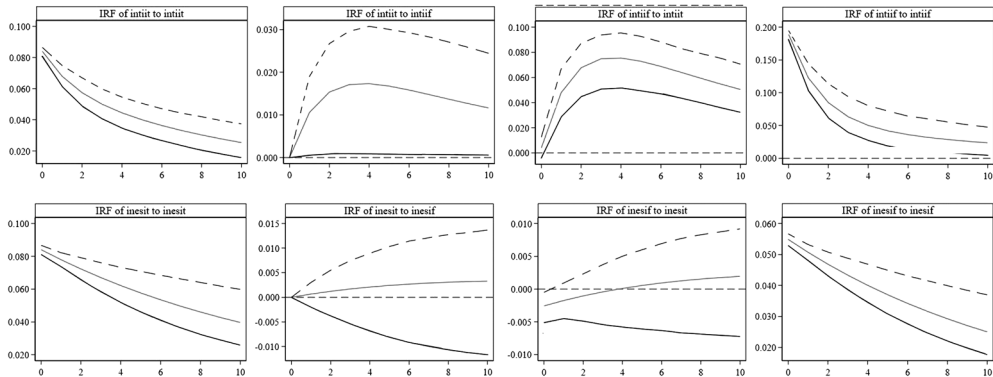 IRF of intiit to intiit
0.100
0.080
0.060
0.040
0.020
0 2 4 6 8 10
IRF of intiit to intiif
0.030
0.020
0.010
0.000
0 2 4 6 8 10
IRF of intiif to intiit
0.100
0.080
0.060
0.040
0.020
0.000
0 2 4 6 8 10
IRF of intiif to intiif
0.200
0.150
0.100
0.050
0.000
0 2 4 6 8 10
IRF of inesit to inesit
0.100
0.080
0.060
0.040
0.020
0 2 4 6 8 10
IRF of inesit to inesif
0.015
0.010
0.005
0.000
-0.005
-0.010
0 2 4 6 8 10
IRF of inesif to inesit
0.010
0.005
0.000
-0.005
-0.010
0 2 4 6 8 10
IRF of inesif to inesif
0.060
0.050
0.040
0.030
0.020
0 2 4 6 8 10